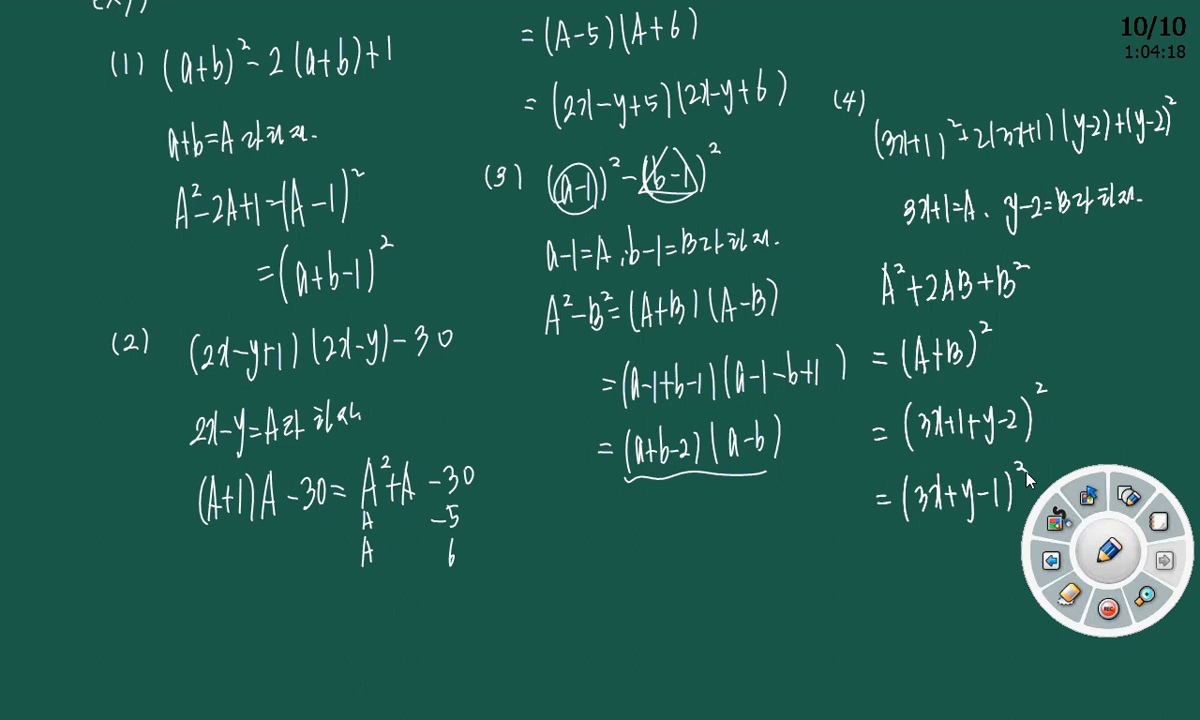 (1) (a+b)² - 2(a+b)+1
a+b=A 라 하자.
A²-2A+1=(A-1)²
=(a+b-1)²
(2) (2x-y+1)(2x-y)-30
2x-y=A라 하자
(A+1)A-30=A²+A-30
A -5
A 6
=(A-5)(A+6)
=(2x-y+5)(2x-y+6)
(3) (a-1)²-(b-1)²
a-1=A, b-1=B라 하자.
A²-B²=(A+B)(A-B)
=(a-1+b-1)(a-1-b+1)
=(a+b-2)(a-b)
10/10
1:04:18
(4)
(3x+1)²+2(3x+1)(y-2)+(y-2)²
3x+1=A, y-2=B라 하자.
A²+2AB+B²
=(A+B)²
=(3x+1+y-2)²
=(3x+y-1)²
REC